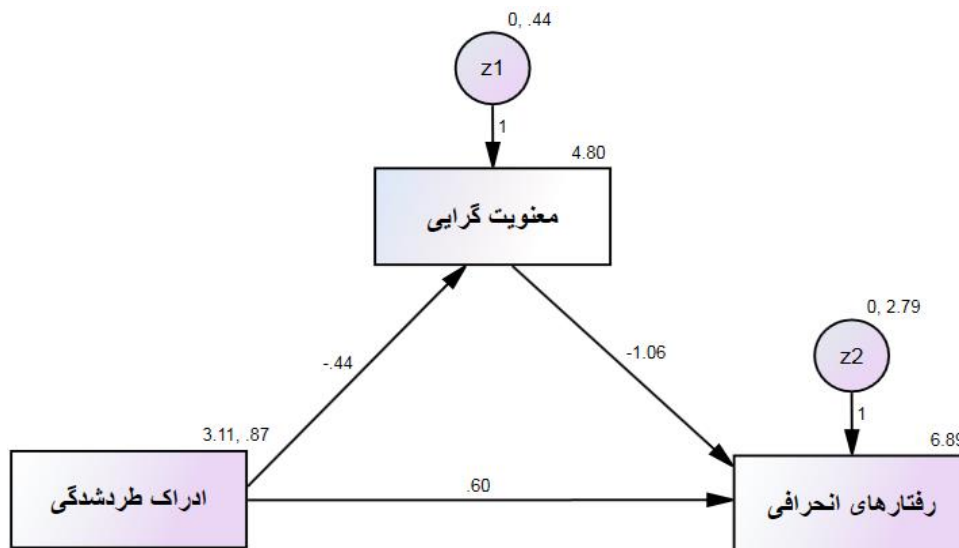 0, .44
z1
1
4.80
معنویت گرایی
0, 2.79
z2
-.44
-1.06
1
3.11, .87
6.89
ادراک طردشدگی
.60
رفتارهای انحرافی